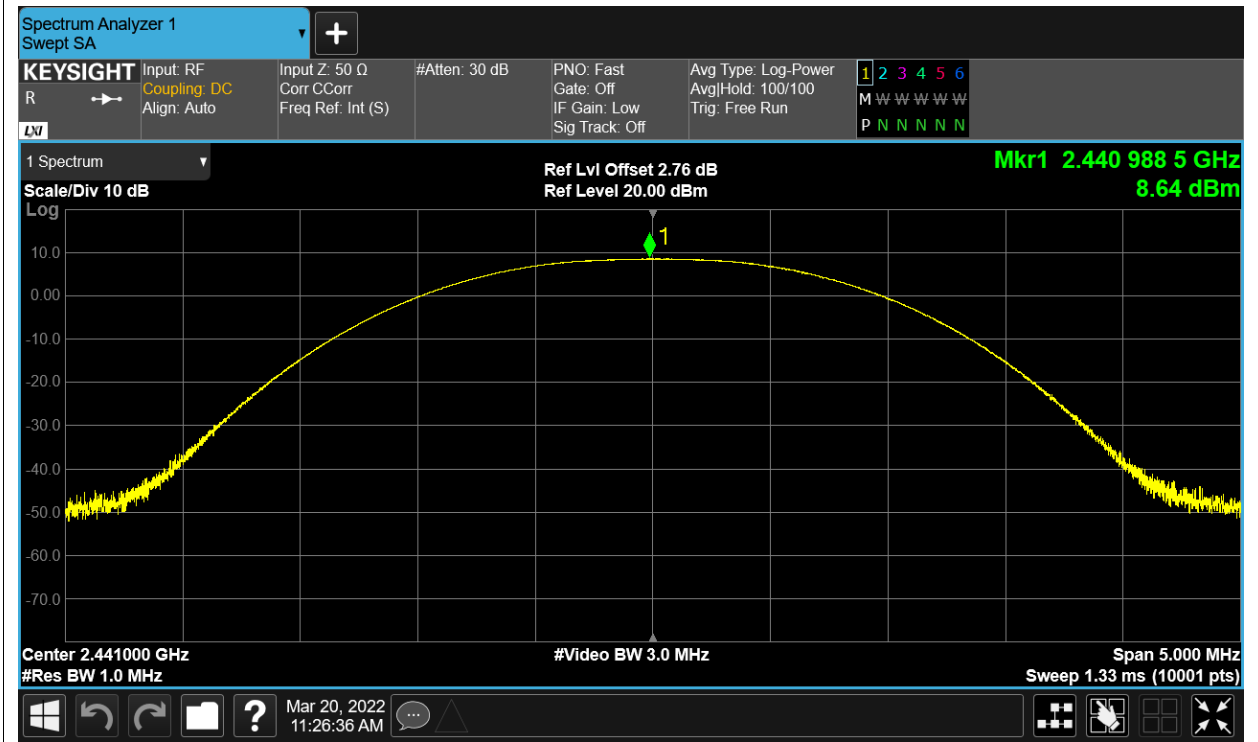 Spectrum Analyzer 1
Swept SA
+
KEYSIGHT
R
LXI
Input: RF
Coupling: DC
Align: Auto
Input Z: 50 Ω
Corr CCorr
Freq Ref: Int (S)
#Atten: 30 dB
PNO: Fast
Gate: Off
IF Gain: Low
Sig Track: Off
Avg Type: Log-Power
Avg|Hold: 100/100
Trig: Free Run
1 2 3 4 5 6
M W W W W W
P N N N N N
1 Spectrum
Scale/Div 10 dB
Log
Ref Lvl Offset 2.76 dB
Ref Level 20.00 dBm
Mkr1 2.440 988 5 GHz
8.64 dBm
1
10.0
0.00
-10.0
-20.0
-30.0
-40.0
-50.0
-60.0
-70.0
Center 2.441000 GHz
#Res BW 1.0 MHz
#Video BW 3.0 MHz
Span 5.000 MHz
Sweep 1.33 ms (10001 pts)
?
Mar 20, 2022
11:26:36 AM